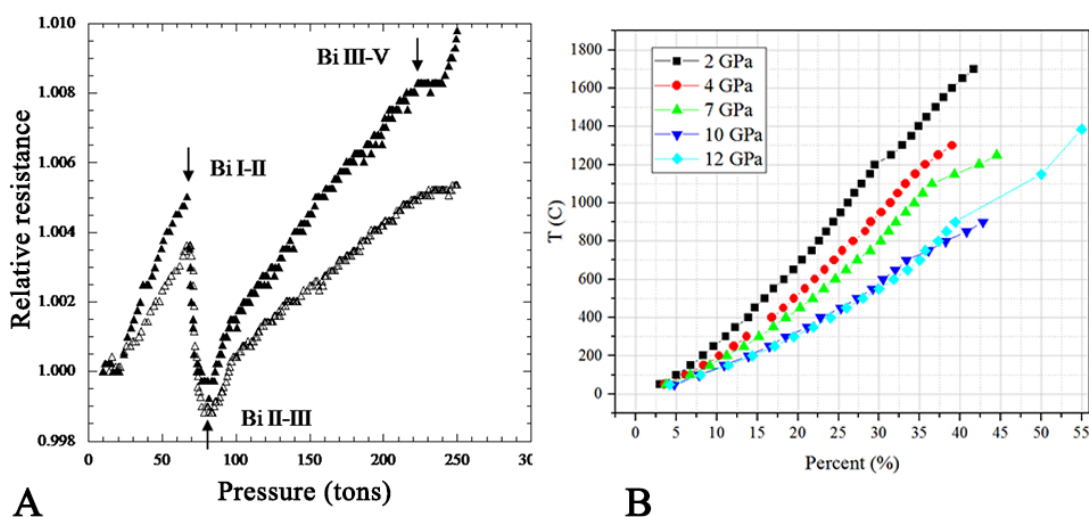 1.010
1.008
1.006
1.004
1.002
1.000
0.998
Relative resistance
Bi III-V
Bi I-II
Bi II-III
0
50
100
150
200
250
30
Pressure (tons)
A
1800
1600
1400
1200
1000
800
600
400
200
0
T (C)
2 GPa
4 GPa
7 GPa
10 GPa
12 GPa
0
5
10
15
20
25
30
35
40
45
50
55
Percent (%)
B